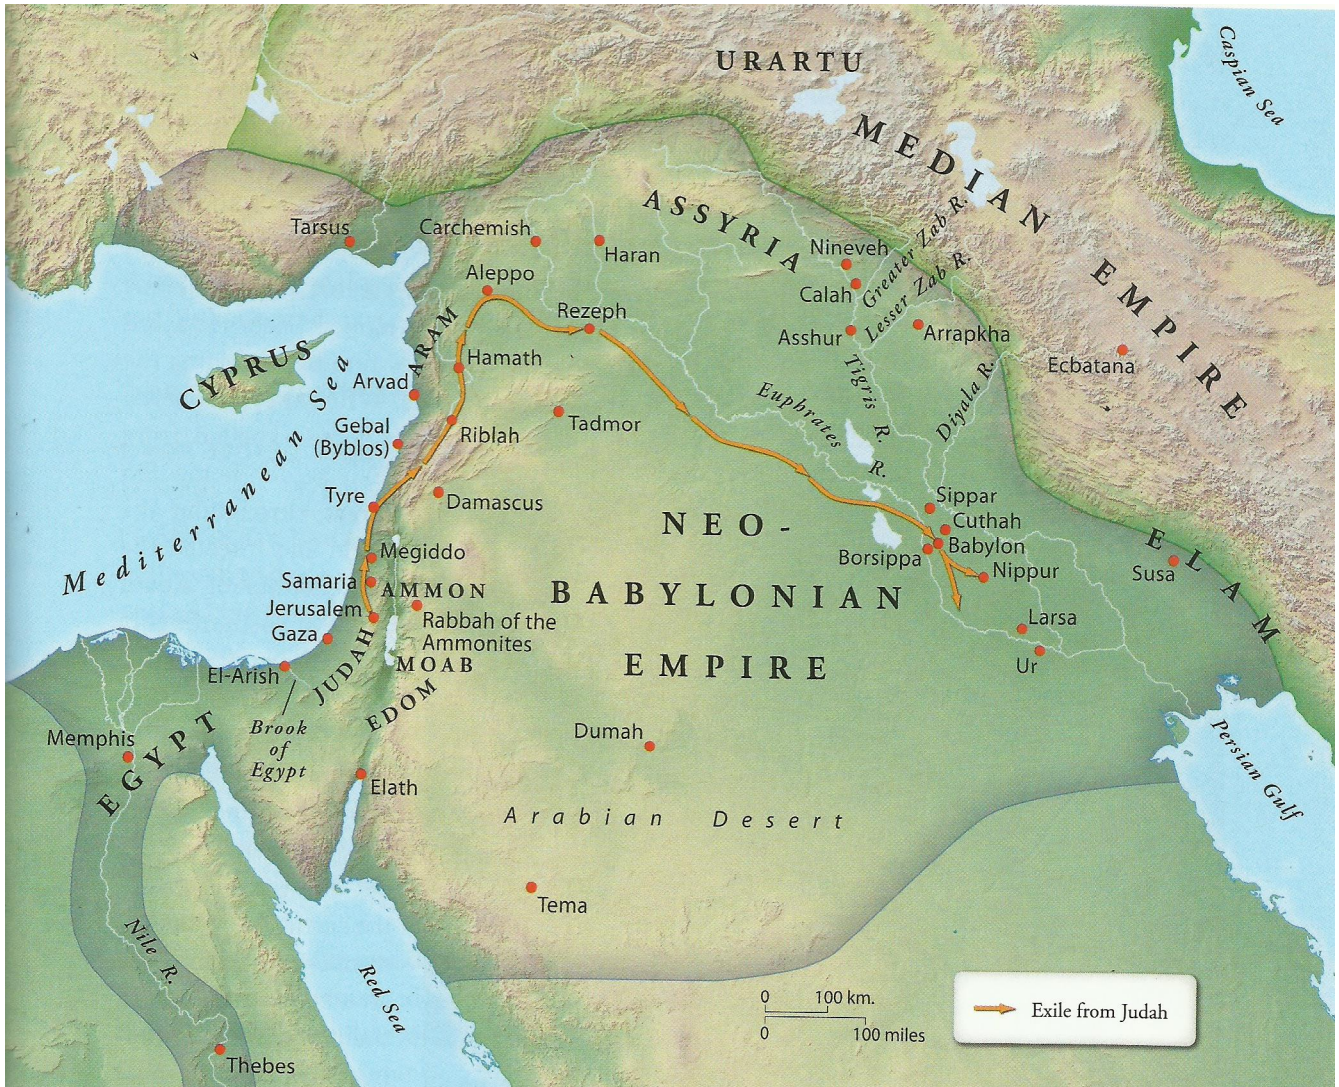 URARTU
Caspian Sea
MEDIAN EMPIRE
ASSYRIA
Tarsus
Carchemish
Haran
Nineveh
Greater Zab R.
Calah
Lesser Zab R.
Aleppo
Rezeph
Asshur
Arrapkha
Ecbatana
CYPRUS
ARAM
Hamath
Arvad
Tigris R.
Diyala R.
Euphrates R.
Mediterranean Sea
Gebal
(Byblos)
Riblah
Tadmor
Tyre
Damascus
Sippar
Cuthah
Babylon
Borsippa
Nippur
NEO-
BABYLONIAN
EMPIRE
ELAM
Susa
Megiddo
Samaria
AMMON
Jerusalem
Rabbah of the
Ammonites
Gaza
JUDAH
MOAB
El-Arish
EDOM
Larsa
Ur
Brook
of
Egypt
Memphis
EGYPT
Dumah
Elath
Persian Gulf
Arabian Desert
Tema
Nile R.
Red Sea
Thebes
0 100 km.
0 100 miles
Exile from Judah